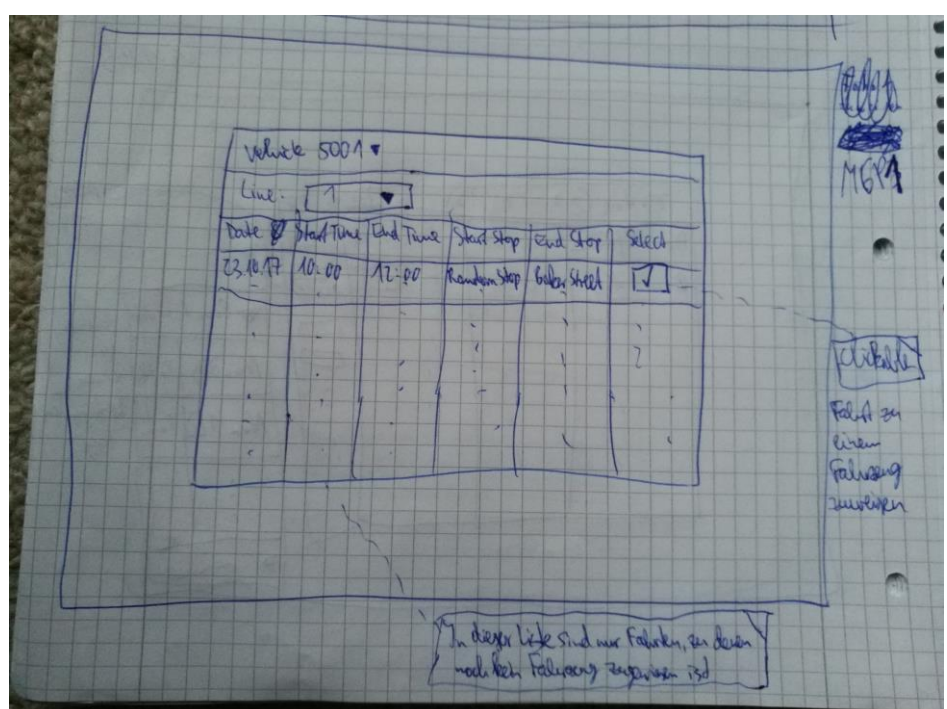 MGP1
Vehicle 5001
Line: 1
Date Start Time End Time Start Stop End Stop Select
23.10.17 10:00 12:00 Random Stop Baker Street
clickable
Fahrt zu
einem
Fahrzeug
zuweisen
In dieser Liste sind nur Fahrten, zu denen
noch kein Fahrzeug zugewiesen ist